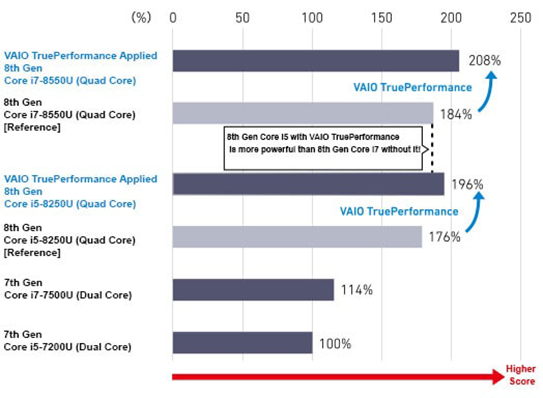 (%) 0 50 100 150 200 250
VAIO TruePerformance Applied
8th Gen
Core i7-8550U (Quad Core)
208%
VAIO TruePerformance
8th Gen
Core i7-8550U (Quad Core)
[Reference]
184%
8th Gen Core I5 with VAIO TruePerformance
Is more powerful than 8th Gen Core I7 without It!
VAIO TruePerformance Applied
8th Gen
Core i5-8250U (Quad Core)
196%
VAIO TruePerformance
8th Gen
Core i5-8250U (Quad Core)
[Reference]
176%
7th Gen
Core i7-7500U (Dual Core)
114%
7th Gen
Core i5-7200U (Dual Core)
100%
Higher
Score